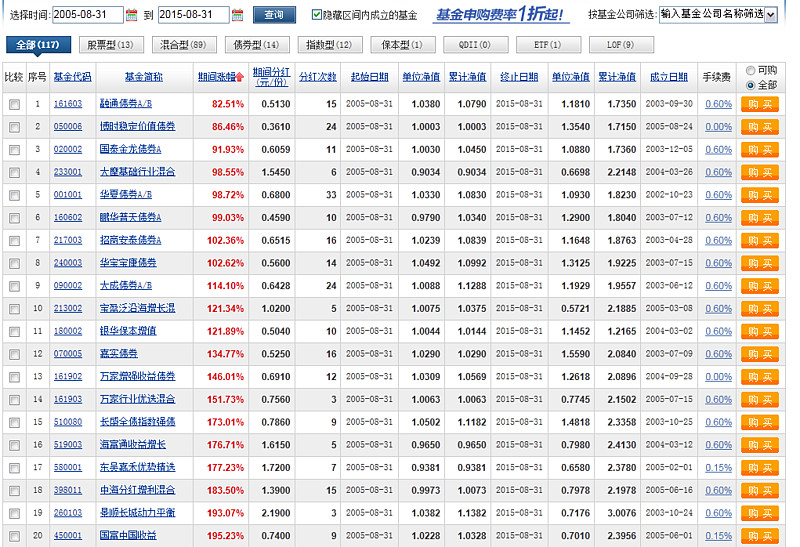 选择时间: 2005-08-31 到 2015-08-31 查询 隐藏区间内成立的基金 基金申购费率1折起! 按基金公司筛选: 输入基金公司名称筛选
全部(117) 股票型(13) 混合型(89) 债券型(14) 指数型(12) 保本型(1) QDII(0) ETF(1) LOF(9)
比较 序号 基金代码 基金简称 期间涨幅 期间分红(元/份) 分红次数 起始日期 单位净值 累计净值 终止日期 单位净值 累计净值 成立日期 手续费 可购 全部
1 161603 融通债券A/B 82.51% 0.5130 15 2005-08-31 1.0380 1.0790 2015-08-31 1.1810 1.7350 2003-09-30 0.60% 购买
2 050006 博时稳定价值债券 86.46% 0.3610 24 2005-08-31 1.0003 1.0003 2015-08-31 1.3540 1.7150 2005-08-24 0.00% 购买
3 020002 国泰金龙债券A 91.93% 0.6059 11 2005-08-31 1.0030 1.0450 2015-08-31 1.0880 1.7360 2003-12-05 0.60% 购买
4 233001 大摩基础行业混合 98.55% 1.5450 6 2005-08-31 0.9034 0.9034 2015-08-31 0.6698 2.2148 2004-03-26 0.60% 购买
5 001001 华夏债券A/B 98.72% 0.6800 33 2005-08-31 1.0330 1.0830 2015-08-31 1.0930 1.8230 2002-10-23 0.60% 购买
6 160602 鹏华普天债券A 99.03% 0.4590 10 2005-08-31 0.9790 1.0340 2015-08-31 1.2900 1.8040 2003-07-12 0.60% 购买
7 217003 招商安泰债券A 102.36% 0.6515 16 2005-08-31 1.0239 1.0839 2015-08-31 1.1648 1.8763 2003-04-28 0.60% 购买
8 240003 华宝宝康债券 102.62% 0.5600 14 2005-08-31 1.0492 1.0992 2015-08-31 1.3125 1.9225 2003-07-15 0.60% 购买
9 090002 大成债券A/B 114.10% 0.6428 24 2005-08-31 1.0088 1.1288 2015-08-31 1.1929 1.9557 2003-06-12 0.60% 购买
10 213002 宝盈泛沿海增长混 121.34% 1.0200 5 2005-08-31 1.0075 1.0375 2015-08-31 0.5721 2.1885 2005-03-08 0.60% 购买
11 180002 银华保本增值 121.89% 0.5040 10 2005-08-31 1.0044 1.0144 2015-08-31 1.1452 1.2165 2004-03-02 0.60% 购买
12 070005 嘉实债券 134.77% 0.5250 16 2005-08-31 1.0290 1.0290 2015-08-31 1.5590 2.0840 2003-07-09 0.60% 购买
13 161902 万家增强收益债券 146.01% 0.6910 12 2005-08-31 1.0309 1.0569 2015-08-31 1.2618 2.0896 2004-09-28 0.00% 购买
14 161903 万家行业优选混合 151.73% 0.7560 3 2005-08-31 1.0063 1.0063 2015-08-31 0.7745 2.1502 2005-07-15 0.60% 购买
15 510080 长盛全债指数增强 173.01% 0.7860 9 2005-08-31 1.0502 1.1182 2015-08-31 1.4818 2.3358 2003-10-25 0.60% 购买
16 519003 海富通收益增长 176.71% 1.6150 5 2005-08-31 0.9650 0.9650 2015-08-31 0.7980 2.4130 2004-03-12 0.60% 购买
17 580001 东吴嘉禾优势精选 177.23% 1.7200 7 2005-08-31 0.9381 0.9381 2015-08-31 0.6580 2.3780 2005-02-01 0.15% 购买
18 398011 中海分红增利混合 183.50% 1.3900 15 2005-08-31 0.9973 1.0073 2015-08-31 0.7978 2.1978 2005-06-16 0.60% 购买
19 260103 景顺长城动力平衡 193.07% 2.1900 3 2005-08-31 1.0382 1.1382 2015-08-31 0.7176 3.0076 2003-10-24 0.60% 购买
20 450001 国富中国收益 195.23% 0.7400 9 2005-08-31 1.0228 1.0328 2015-08-31 0.7010 2.3956 2005-06-01 0.15% 购买